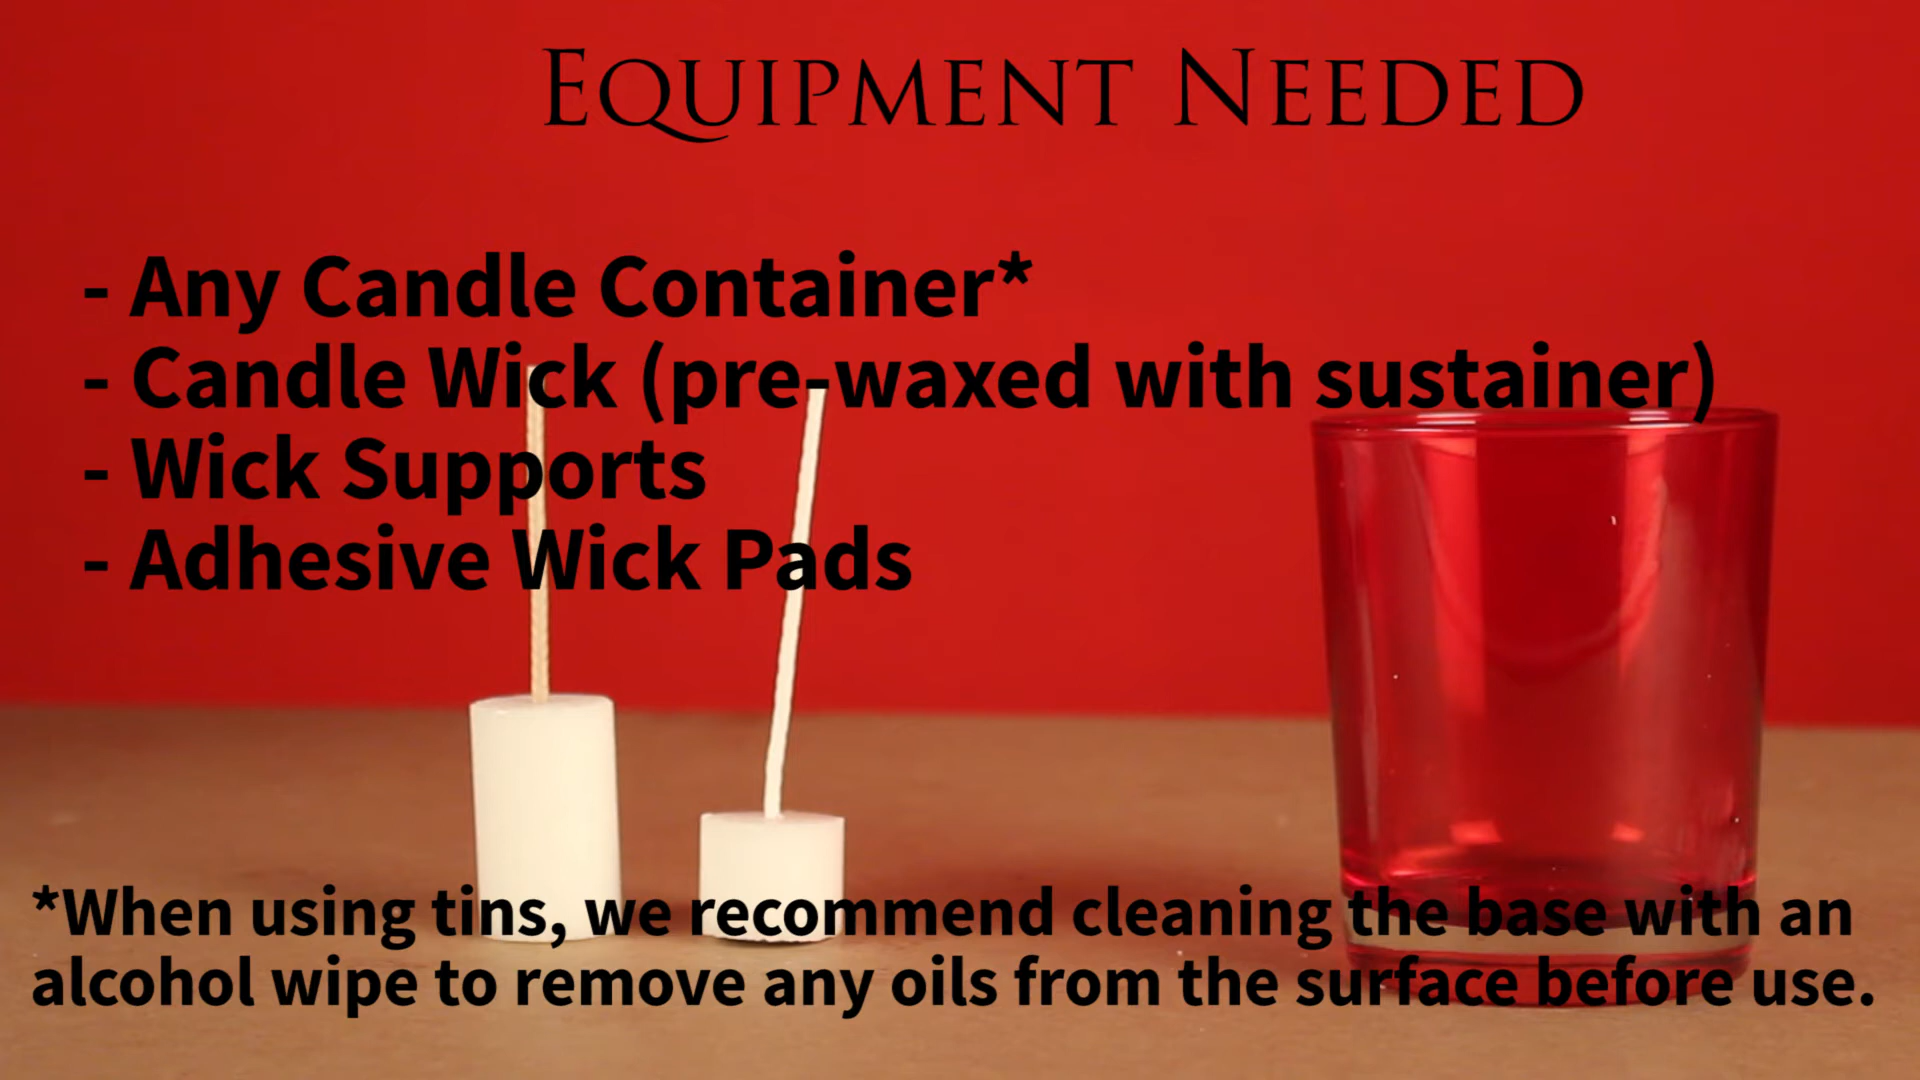 Equipment Needed
- Any Candle Container*
- Candle Wick (pre-waxed with sustainer)
- Wick Supports
- Adhesive Wick Pads
*When using tins, we recommend cleaning the base with an
alcohol wipe to remove any oils from the surface before use.